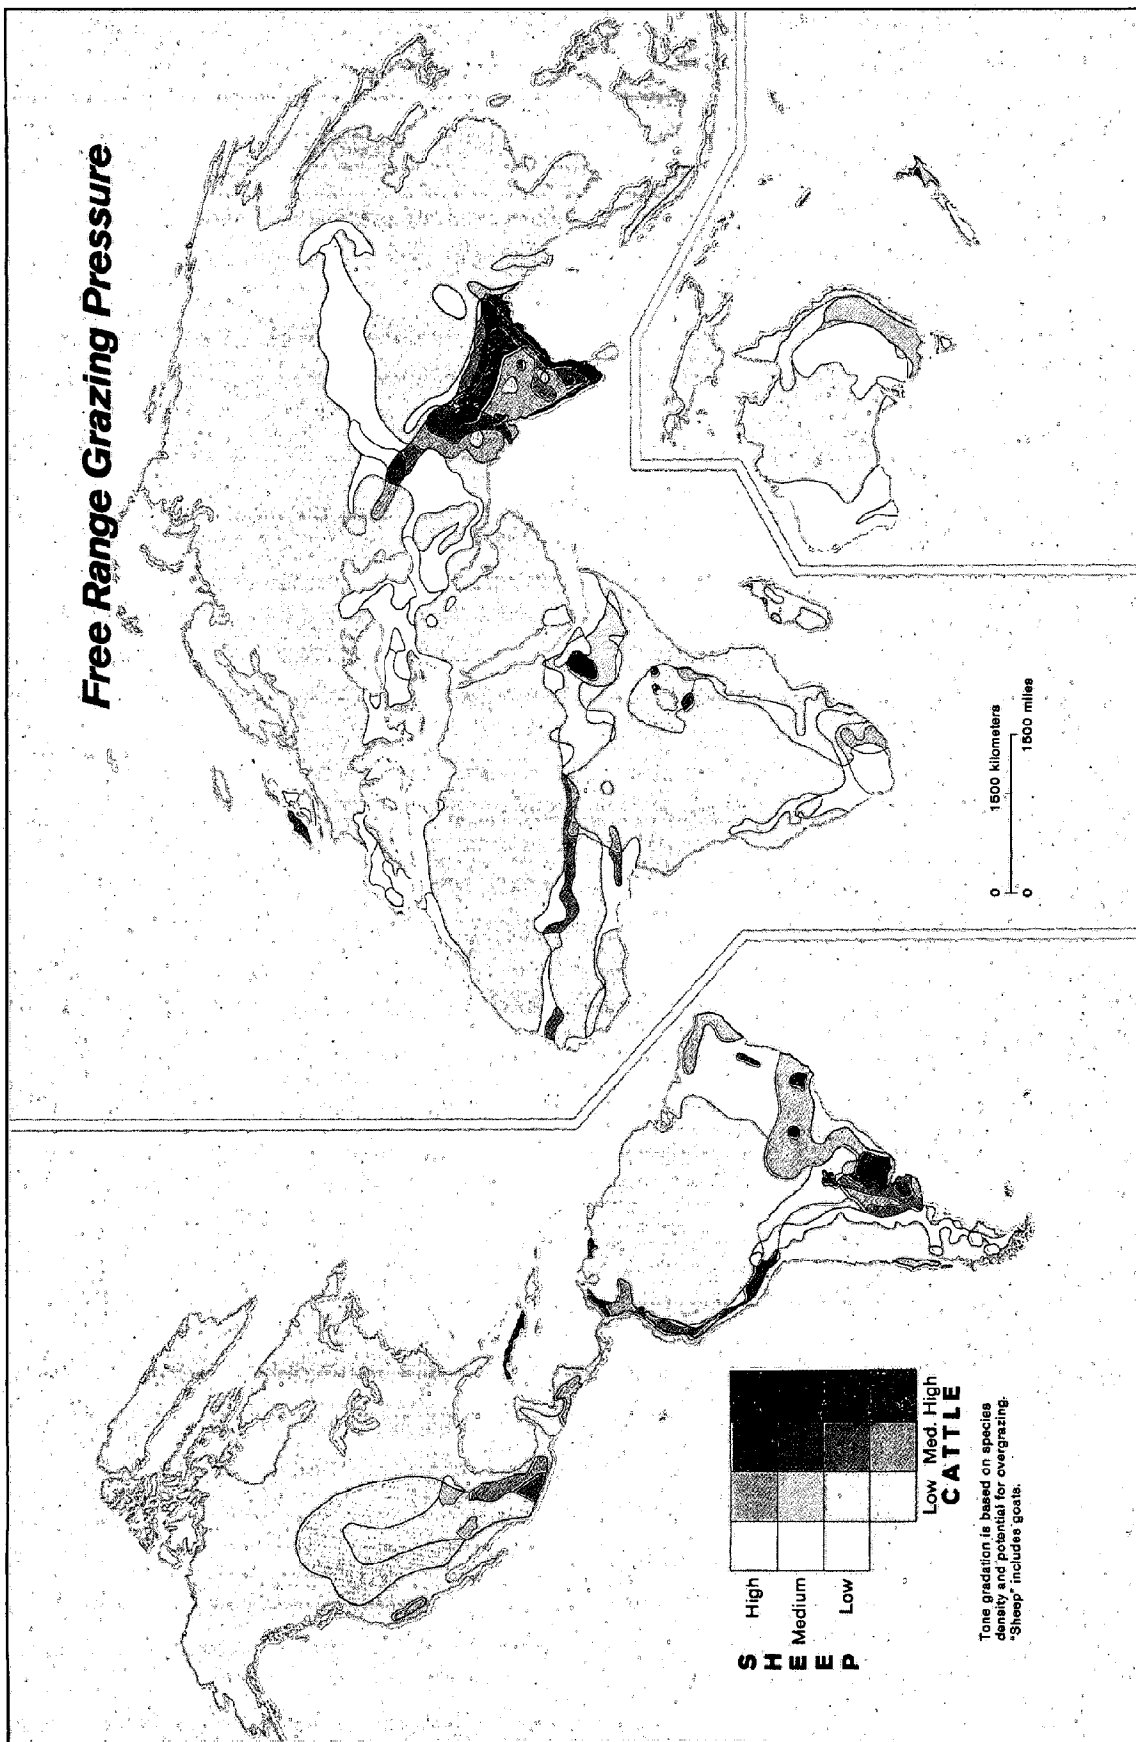 Free Range Grazing Pressure
0 1500 kilometers
0 1500 miles
SHEEP
High
Medium
Low
Low Med. High
CATTLE
Tone gradation is based on species
density and potential for overgrazing.
"Sheep" includes goats.